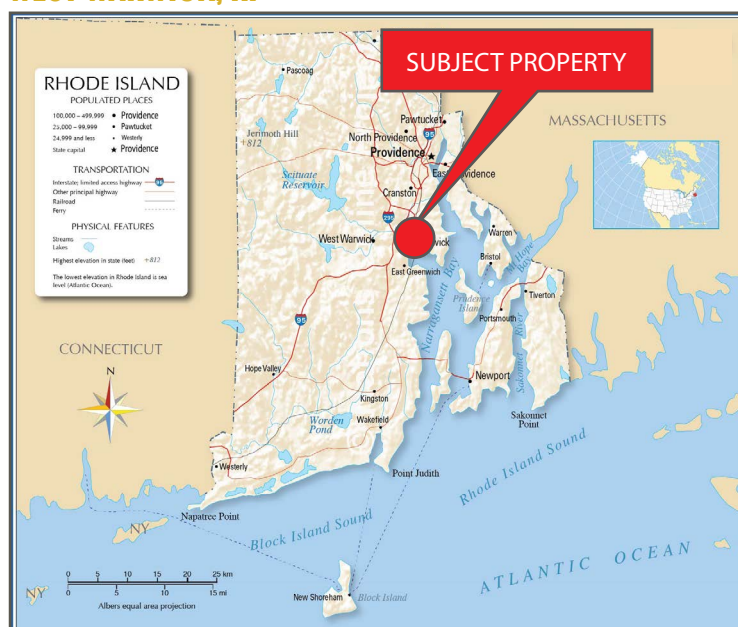 SUBJECT PROPERTY
RHODE ISLAND
POPULATED PLACES
100,000 – 499,999 • Providence
25,000 – 99,999 • Pawtucket
24,999 and less • Westerly
State capital ★ Providence
TRANSPORTATION
Interstate; limited access highway 95
Other principal highway
Railroad
Ferry
PHYSICAL FEATURES
Streams
Lakes
Highest elevation in state (feet) +812
The lowest elevation in Rhode Island is sea
level (Atlantic Ocean).
Pascoag
MASSACHUSETTS
Pawtucket
95
Jerimoth Hill
+812
North Providence
Providence
East Providence
Scituate
Reservoir
Cranston
295
West Warwick
wick
Warren
Bristol
Mt Hope
Bay
East Greenwich
Narragansett Bay
Prudence
Island
Tiverton
Portsmouth
Sakonnet River
95
CONNECTICUT
Hope Valley
Newport
Kingston
Sakonnet
Point
Worden
Pond
Wakefield
Westerly
Point Judith
Rhode Island Sound
Napatree Point
NY
Block Island Sound
ATLANTIC OCEAN
0 5 10 15 20 25 km
0 5 10 15 mi
Albers equal area projection
NY
New Shoreham
Block Island